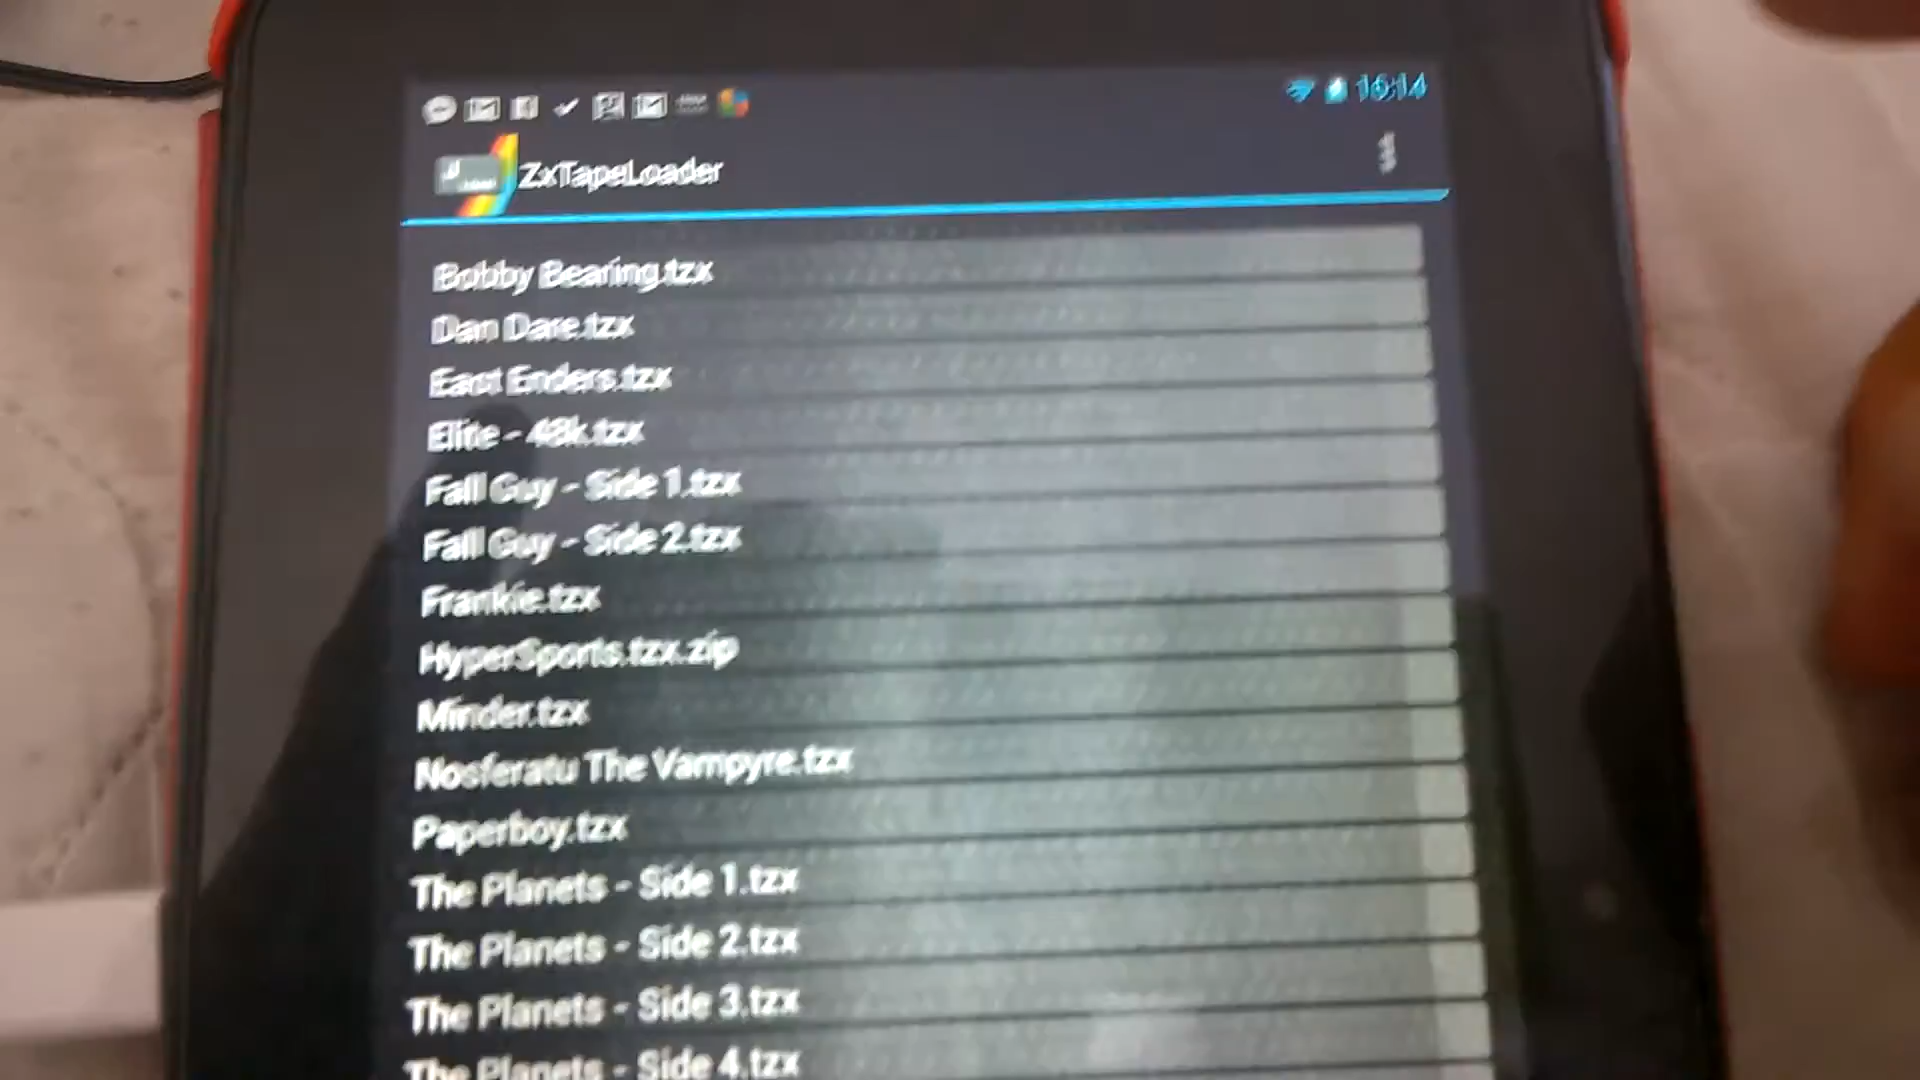 16:14
ZxTapeLoader
Bobby Bearing.tzx
Dan Dare.tzx
East Enders.tzx
Elite - 48k.tzx
Fall Guy - Side 1.tzx
Fall Guy - Side 2.tzx
Frankie.tzx
HyperSports.tzx.zip
Minder.tzx
Nosferatu The Vampyre.tzx
Paperboy.tzx
The Planets - Side 1.tzx
The Planets - Side 2.tzx
The Planets - Side 3.tzx
The Planets - Side 4.tzx